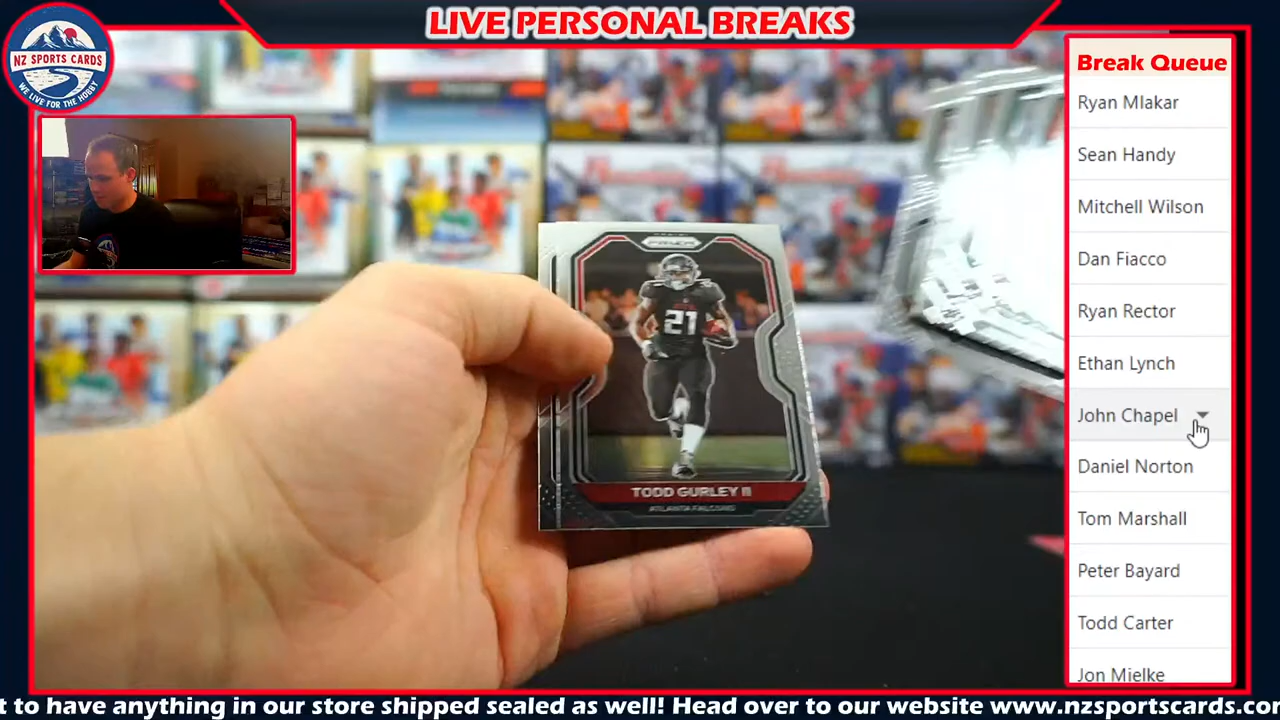 LIVE PERSONAL BREAKS
NZ SPORTS CARDS
WE LIVE FOR THE HOBBY
Break Queue
Ryan Mlakar
Sean Handy
Mitchell Wilson
Dan Fiacco
Ryan Rector
Ethan Lynch
John Chapel
Daniel Norton
Tom Marshall
Peter Bayard
Todd Carter
Jon Mielke
PRIZM
21
TODD GURLEY II
ATLANTA FALCONS
t to have anything in our store shipped sealed as well! Head over to our website www.nzsportscards.com